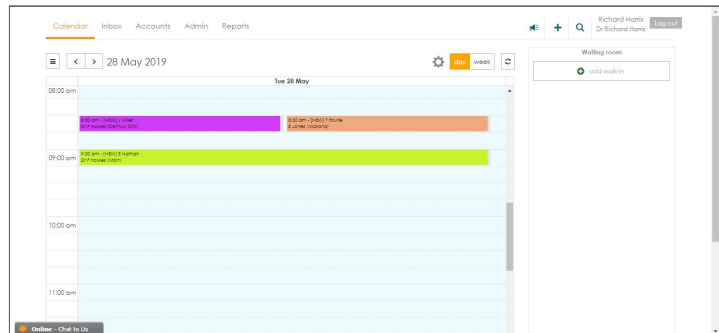 Calendar Inbox Accounts Admin Reports
Richard Harris
Dr Richard Harris
Log out
28 May 2019
day week
Waiting room
add walk-in
Tue 28 May
08:00 am
8:30 am - [NEW] J Miller
Dr F Howes (Century City)
8:30 am - [NEW] T Poute
B Jones (Milnerton)
9:00 am - [NEW] E Nathan
Dr F Howes (Main)
09:00 am
10:00 am
11:00 am
Online - Chat to Us